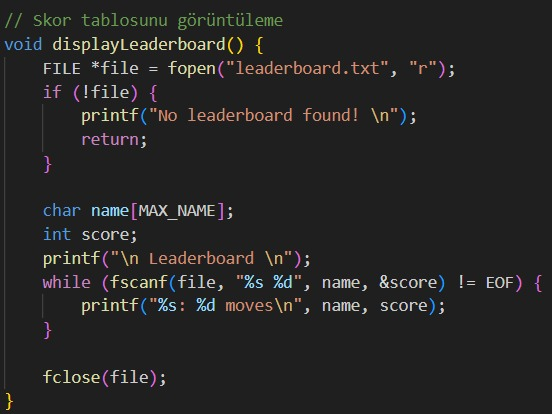 // Skor tablosunu görüntüleme
void displayLeaderboard() {
    FILE *file = fopen("leaderboard.txt", "r");
    if (!file) {
        printf("No leaderboard found! \n");
        return;
    }

    char name[MAX_NAME];
    int score;
    printf("\n Leaderboard \n");
    while (fscanf(file, "%s %d", name, &score) != EOF) {
        printf("%s: %d moves\n", name, score);
    }

    fclose(file);
}